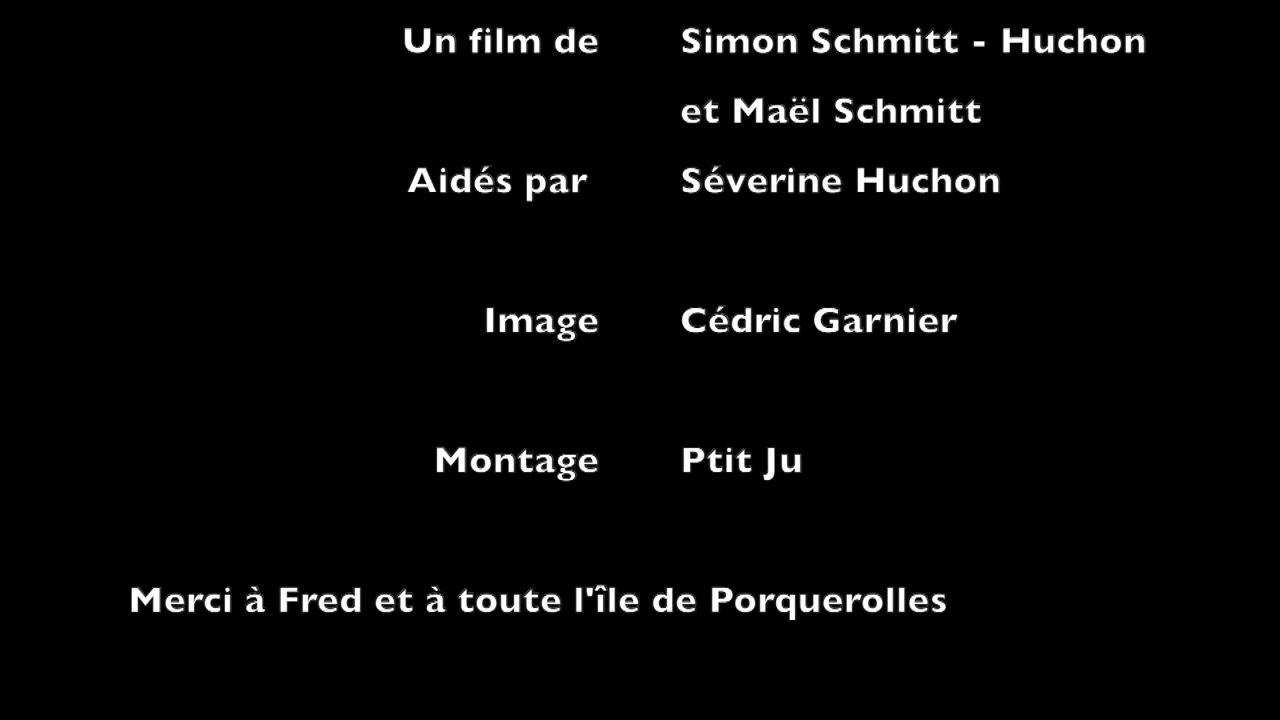 Un film de Simon Schmitt - Huchon
et Maël Schmitt
Aidés par Séverine Huchon
Image Cédric Garnier
Montage Ptit Ju
Merci à Fred et à toute l'île de Porquerolles